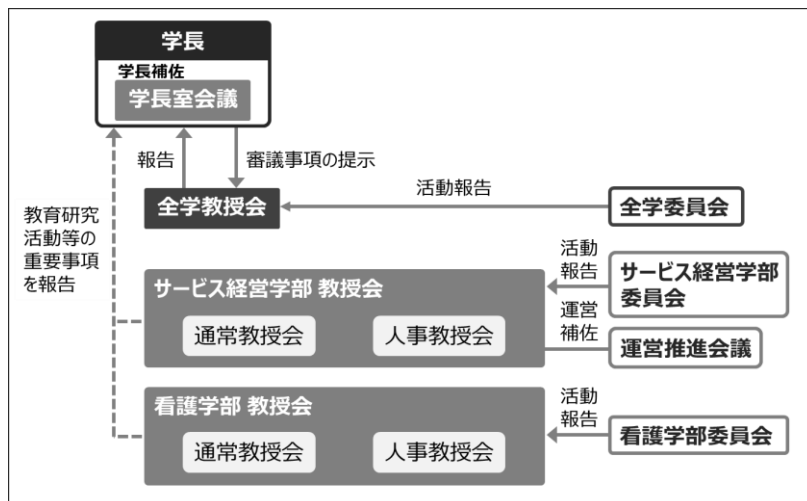 学長
学長補佐
学長室会議
報告
審議事項の提示
教育研究
活動等の
重要事項
を報告
全学教授会
活動報告
全学委員会
サービス経営学部 教授会
通常教授会
人事教授会
活動
報告
サービス経営学部
委員会
運営
補佐
運営推進会議
看護学部 教授会
通常教授会
人事教授会
活動
報告
看護学部委員会